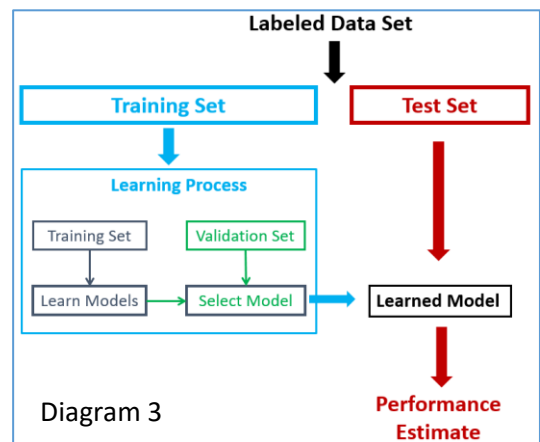 Labeled Data Set
Training Set
Test Set
Learning Process
Training Set
Validation Set
Learn Models
Select Model
Learned Model
Diagram 3
Performance
Estimate